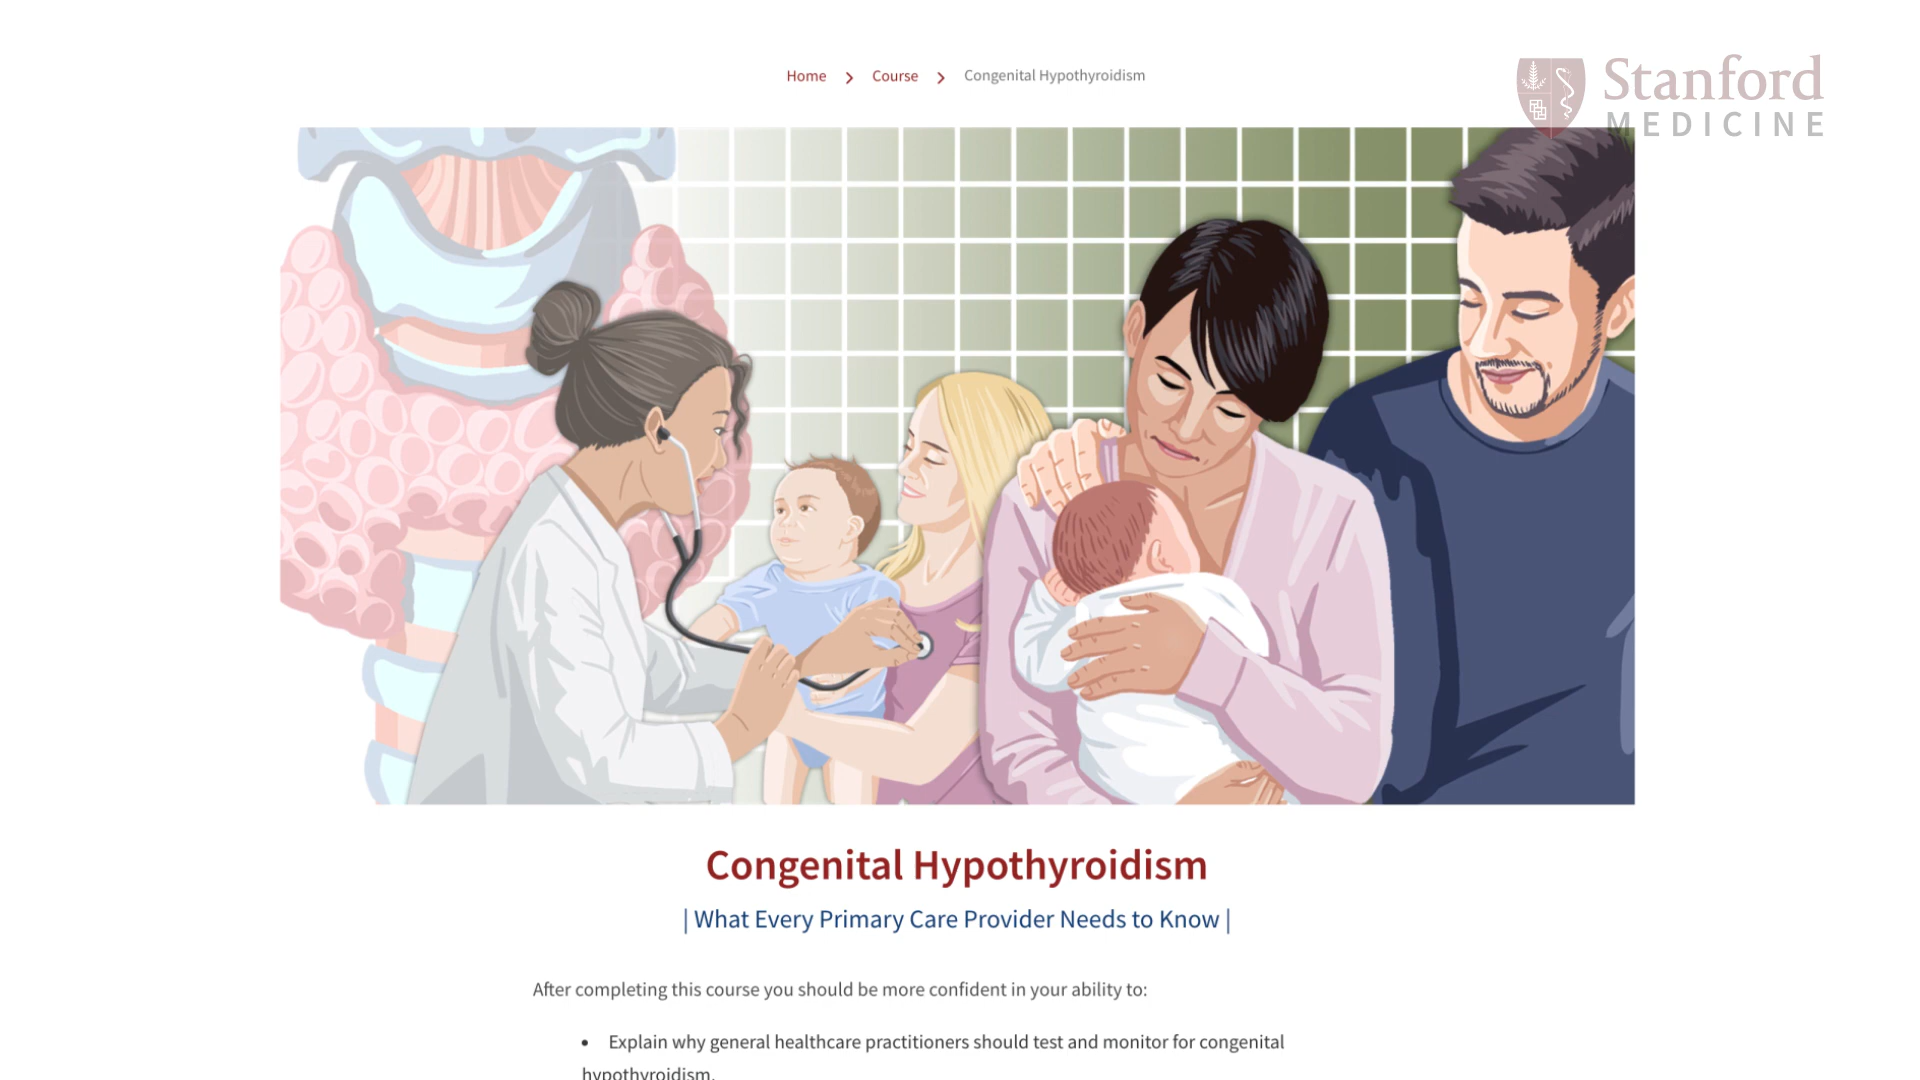 Home > Course > Congenital Hypothyroidism
Stanford
MEDICINE
Congenital Hypothyroidism
| What Every Primary Care Provider Needs to Know |
After completing this course you should be more confident in your ability to:
• Explain why general healthcare practitioners should test and monitor for congenital
hypothyroidism.